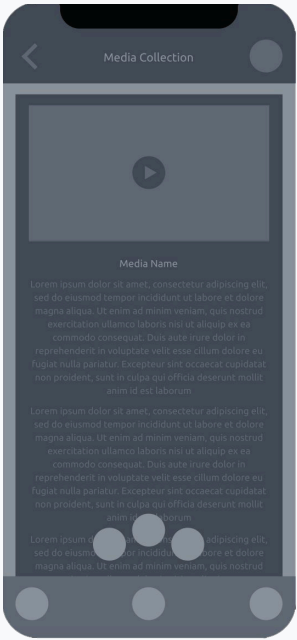 Media Collection
Media Name
Lorem ipsum dolor sit amet, consectetur adipiscing elit,
sed do eiusmod tempor incididunt ut labore et dolore
magna aliqua. Ut enim ad minim veniam, quis nostrud
exercitation ullamco laboris nisi ut aliquip ex ea
commodo consequat. Duis aute irure dolor in
reprehenderit in voluptate velit esse cillum dolore eu
fugiat nulla pariatur. Excepteur sint occaecat cupidatat
non proident, sunt in culpa qui officia deserunt mollit
anim id est laborum
Lorem ipsum dolor sit amet, consectetur adipiscing elit,
sed do eiusmod tempor incididunt ut labore et dolore
magna aliqua. Ut enim ad minim veniam, quis nostrud
exercitation ullamco laboris nisi ut aliquip ex ea
commodo consequat. Duis aute irure dolor in
reprehenderit in voluptate velit esse cillum dolore eu
fugiat nulla pariatur. Excepteur sint occaecat cupidatat
non proident, sunt in culpa qui officia deserunt mollit
anim laborum
Lorem ipsum amet, consectetur adipiscing elit,
sed do labore et dolore
magna aliqua. Ut enim ad minim veniam, quis nostrud